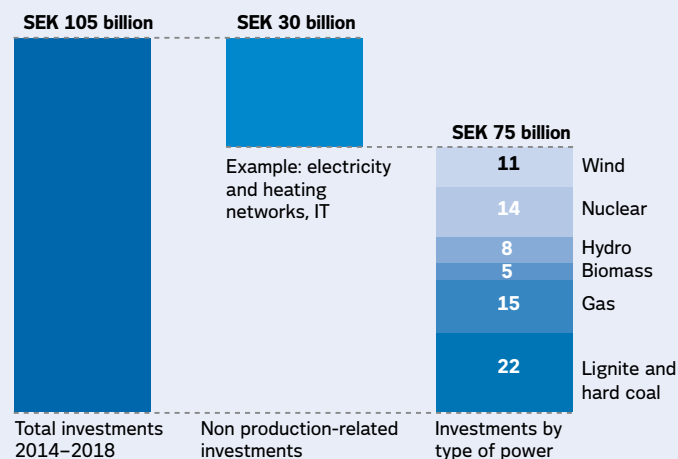 SEK 105 billion
SEK 30 billion
SEK 75 billion
Example: electricity
and heating
networks, IT
11 Wind
14 Nuclear
8 Hydro
5 Biomass
15 Gas
22 Lignite and
hard coal
Total investments
2014–2018
Non production-related
investments
Investments by
type of power